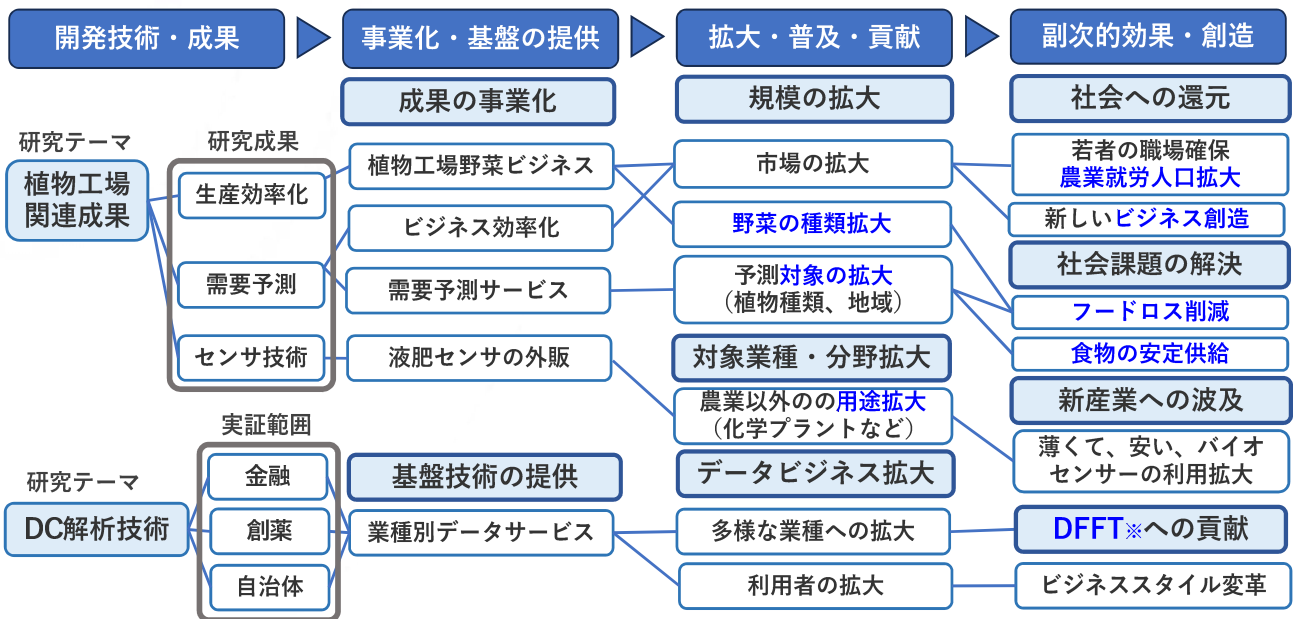 開発技術・成果
事業化・基盤の提供
拡大・普及・貢献
副次的効果・創造
成果の事業化
規模の拡大
社会への還元
研究テーマ
植物工場
関連成果
研究成果
生産効率化
需要予測
センサ技術
植物工場野菜ビジネス
ビジネス効率化
需要予測サービス
液肥センサの外販
市場の拡大
野菜の種類拡大
予測対象の拡大
（植物種類、地域）
対象業種・分野拡大
農業以外のの用途拡大
（化学プラントなど）
若者の職場確保
農業就労人口拡大
新しいビジネス創造
社会課題の解決
フードロス削減
食物の安定供給
新産業への波及
薄くて、安い、バイオ
センサーの利用拡大
研究テーマ
DC解析技術
実証範囲
金融
創薬
自治体
基盤技術の提供
業種別データサービス
データビジネス拡大
多様な業種への拡大
利用者の拡大
DFFT※への貢献
ビジネススタイル変革